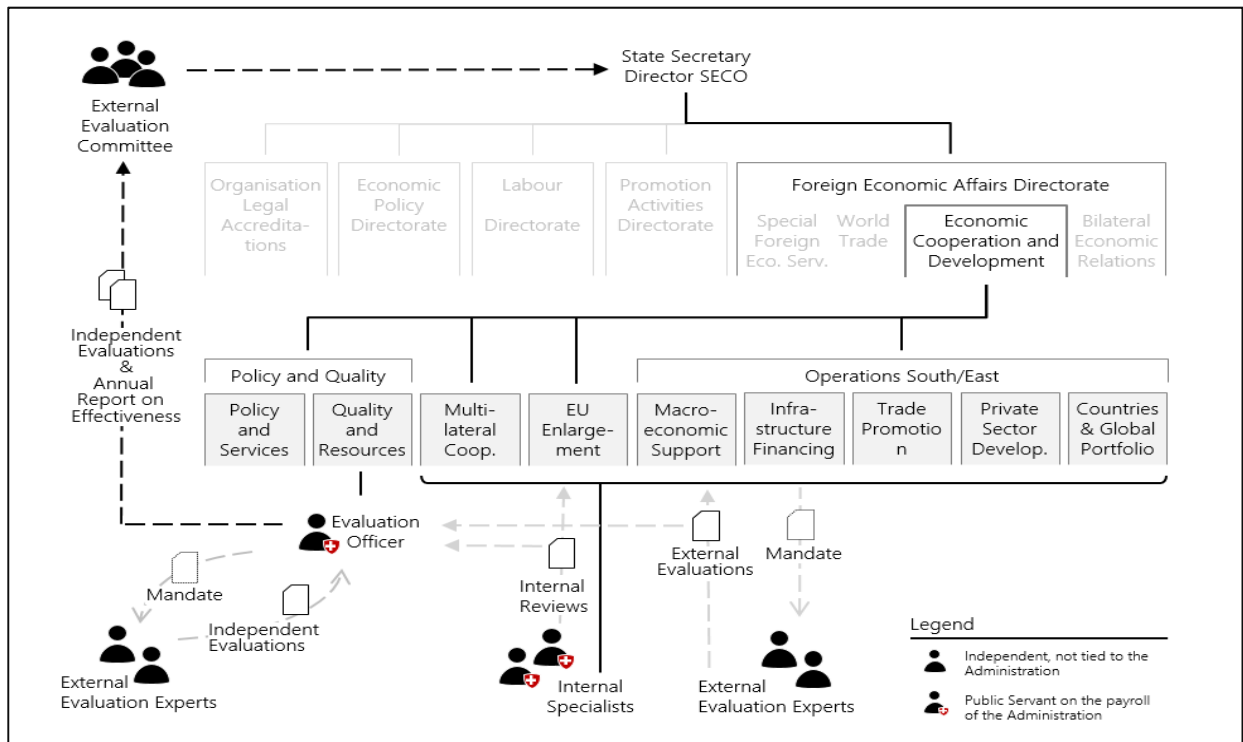 State Secretary
Director SECO
External
Evaluation
Committee
Organisation
Legal
Accredita-
tions
Economic
Policy
Directorate
Labour
Directorate
Promotion
Activities
Directorate
Foreign Economic Affairs Directorate
Special
Foreign
Eco. Serv.
World
Trade
Economic
Cooperation and
Development
Bilateral
Economic
Relations
Independent
Evaluations
&
Annual
Report on
Effectiveness
Policy and Quality
Operations South/East
Policy
and
Services
Quality
and
Resources
Multi-
lateral
Coop.
EU
Enlarge-
ment
Macro-
economic
Support
Infra-
structure
Financing
Trade
Promotio
n
Private
Sector
Develop.
Countries
& Global
Portfolio
Evaluation
Officer
Mandate
Independent
Evaluations
External
Evaluation Experts
Internal
Reviews
Internal
Specialists
External
Evaluations
Mandate
External
Evaluation Experts
Legend
Independent, not tied to the
Administration
Public Servant on the payroll
of the Administration